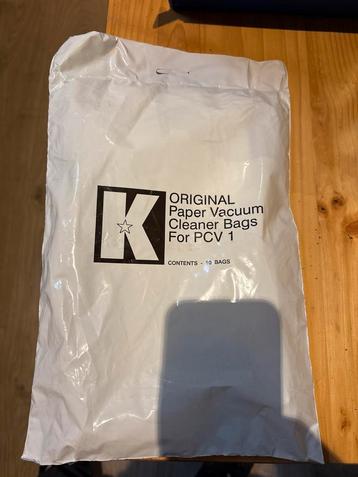 K
ORIGINAL
Paper Vacuum
Cleaner Bags
For PCV 1
CONTENTS - 10 BAGS